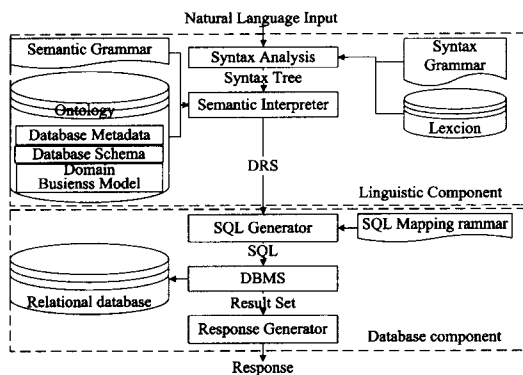 Natural Language Input
Semantic Grammar
Syntax Analysis
Syntax
Grammar
Syntax Tree
Ontology
Semantic Interpreter
Database Metadata
Lexcion
Database Schema
Domain
Busienss Model
DRS
Linguistic Component
SQL Generator
SQL Mapping rammar
SQL
DBMS
Relational database
Result Set
Response Generator
Database component
Response